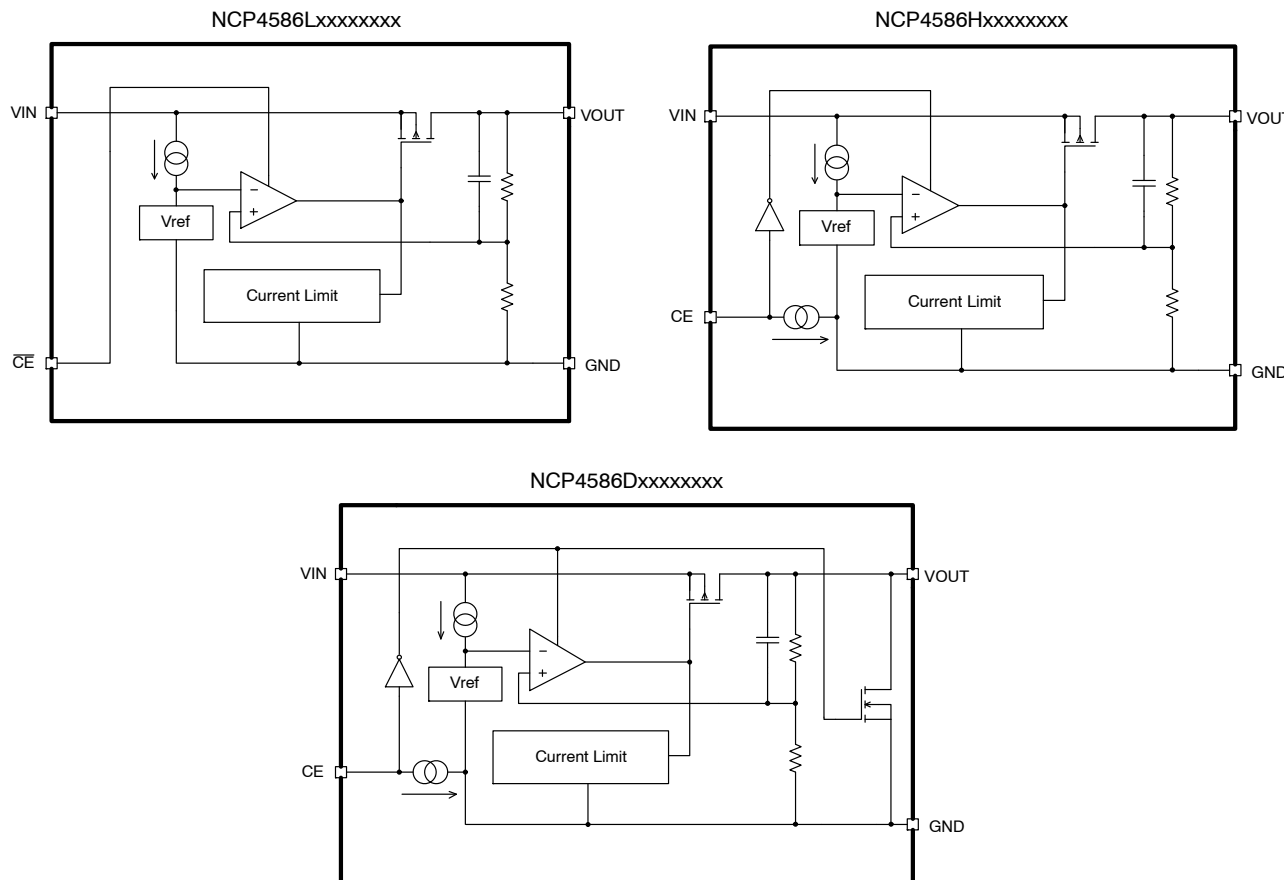 NCP4586Lxxxxxxxx
VIN
VOUT
−
+
Vref
Current Limit
C̅E̅
GND
NCP4586Hxxxxxxxx
VIN
VOUT
−
+
Vref
Current Limit
CE
GND
NCP4586Dxxxxxxxx
VIN
VOUT
−
+
Vref
Current Limit
CE
GND